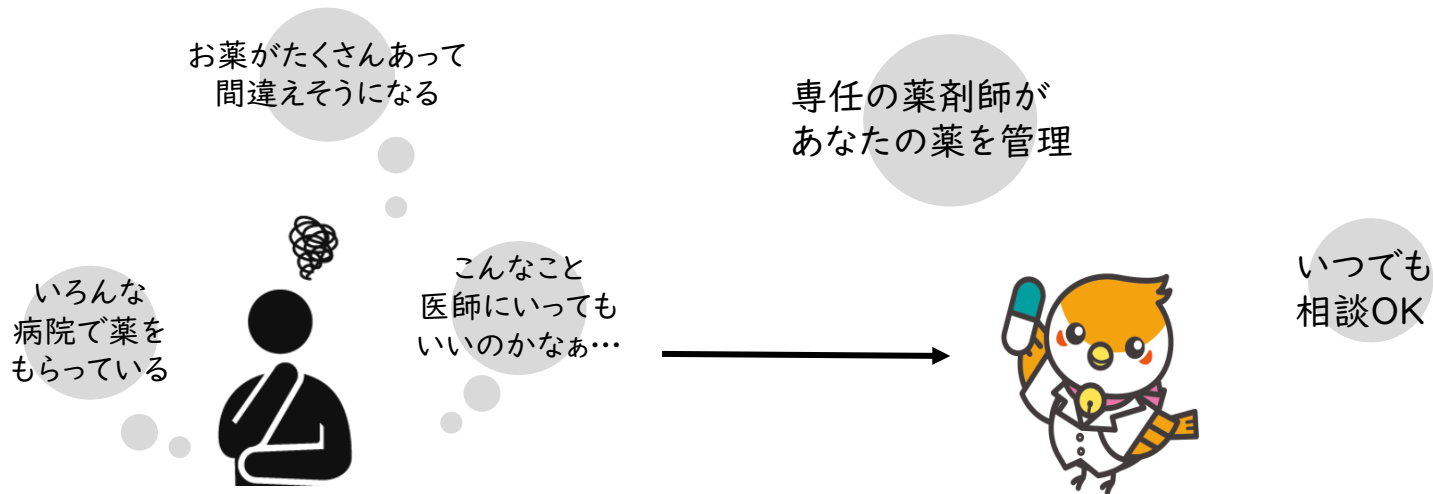 お薬がたくさんあって
間違えそうになる
いろんな
病院で薬を
もらっている
こんなこと
医師にいっても
いいのかなぁ…
専任の薬剤師が
あなたの薬を管理
いつでも
相談OK